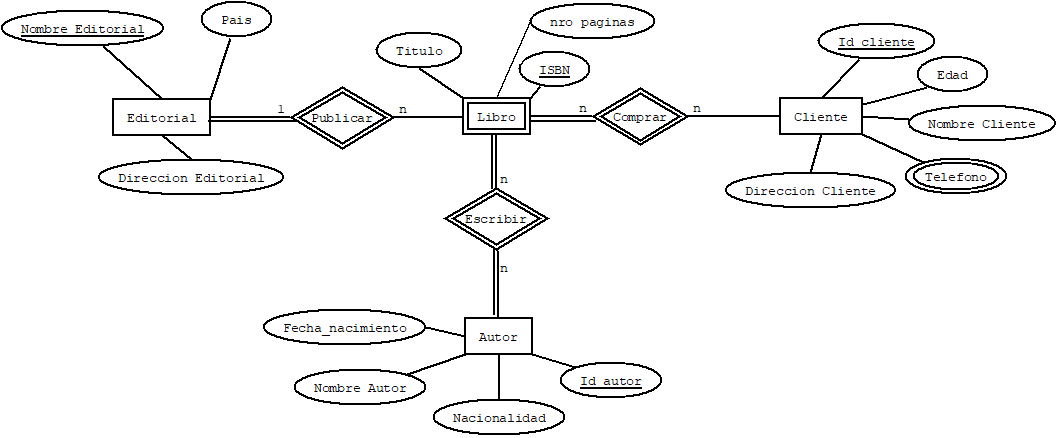 Nombre Editorial
Pais
nro paginas
Titulo
ISBN
Id cliente
Edad
Editorial
1
Publicar
n
Libro
n
Comprar
n
Cliente
Nombre Cliente
Direccion Editorial
Direccion Cliente
Telefono
n
Escribir
n
Fecha_nacimiento
Autor
Nombre Autor
Id autor
Nacionalidad